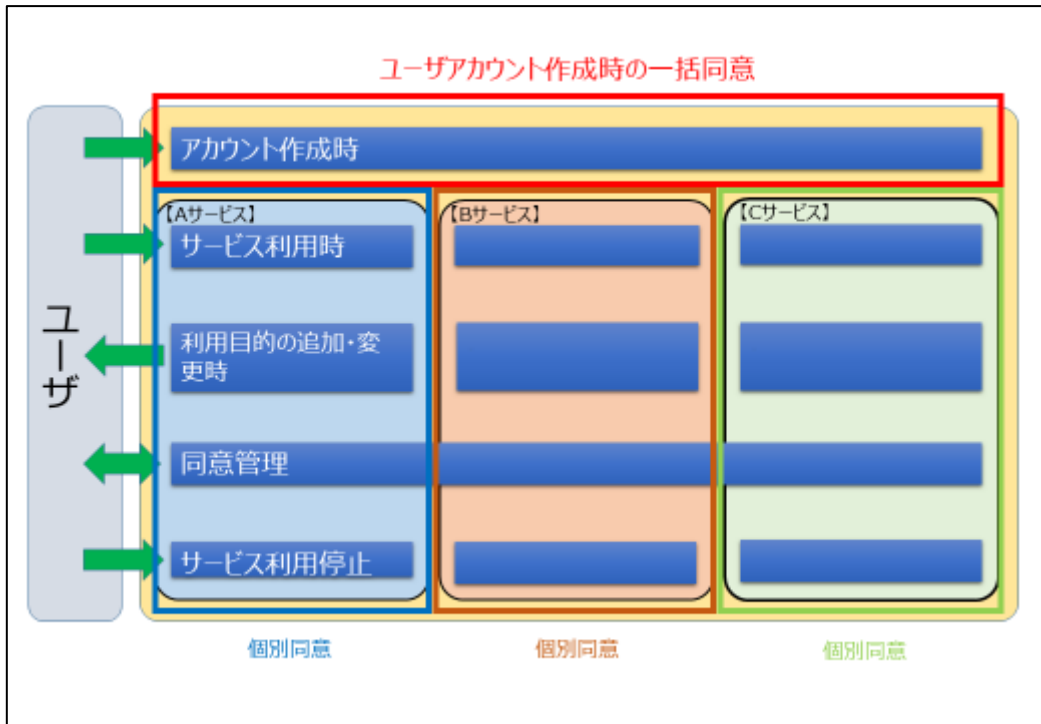 ユーザアカウント作成時の一括同意
アカウント作成時
【Aサービス】
【Bサービス】
【Cサービス】
サービス利用時
ユーザ
利用目的の追加・変
更時
同意管理
サービス利用停止
個別同意
個別同意
個別同意